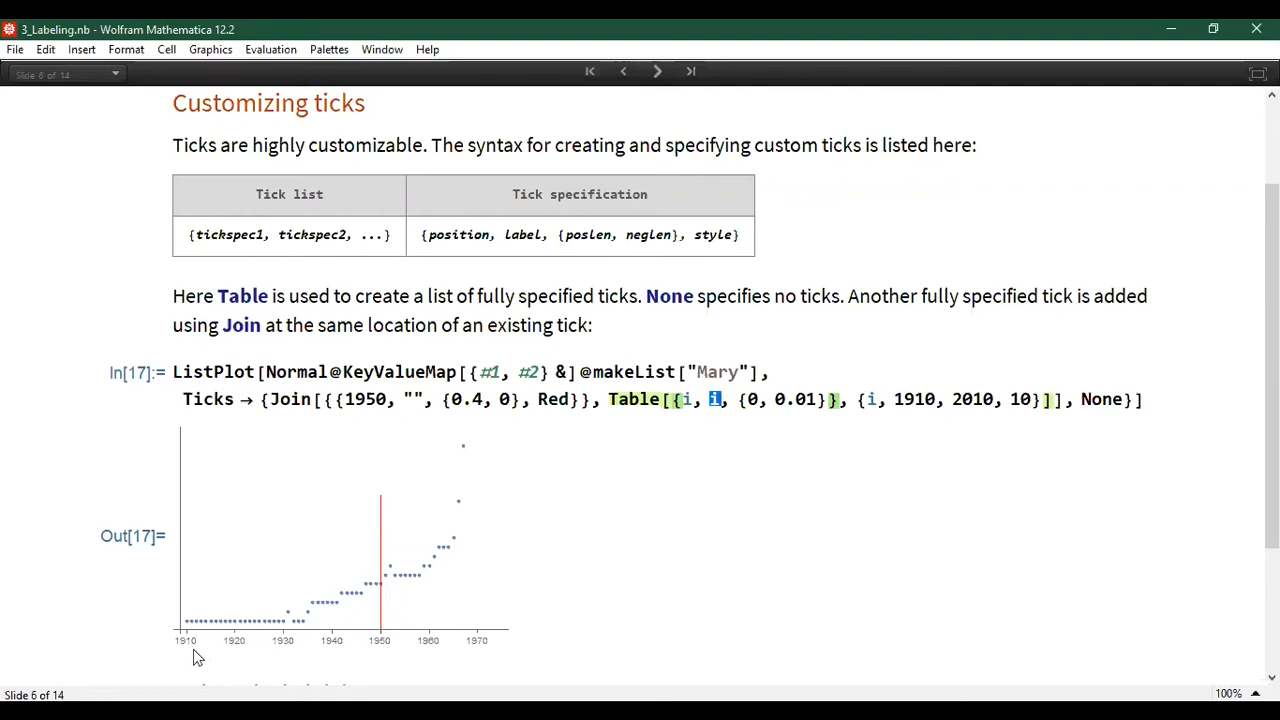 3_Labeling.nb - Wolfram Mathematica 12.2
File Edit Insert Format Cell Graphics Evaluation Palettes Window Help
Slide 6 of 14
Customizing ticks
Ticks are highly customizable. The syntax for creating and specifying custom ticks is listed here:
Tick list Tick specification
{tickspec1, tickspec2, ...} {position, label, {poslen, neglen}, style}
Here Table is used to create a list of fully specified ticks. None specifies no ticks. Another fully specified tick is added
using Join at the same location of an existing tick:
In[17]:= ListPlot[Normal@KeyValueMap[{#1, #2} &]@makeList["Mary"],
Ticks → {Join[{{1950, "", {0.4, 0}, Red}}, Table[{i, i, {0, 0.01}}, {i, 1910, 2010, 10}]], None}]
Out[17]=
1910 1920 1930 1940 1950 1960 1970
Slide 6 of 14
100%